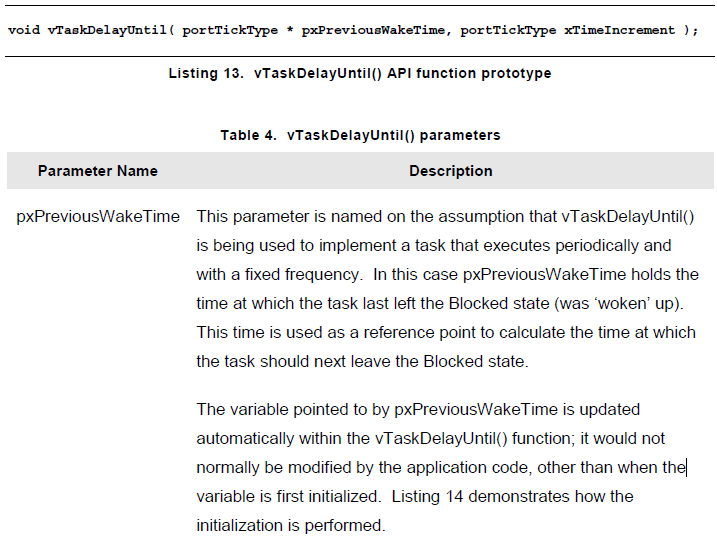 void vTaskDelayUntil( portTickType * pxPreviousWakeTime, portTickType xTimeIncrement );
Listing 13.  vTaskDelayUntil() API function prototype
Table 4.  vTaskDelayUntil() parameters
Parameter Name Description
pxPreviousWakeTime This parameter is named on the assumption that vTaskDelayUntil()
is being used to implement a task that executes periodically and
with a fixed frequency.  In this case pxPreviousWakeTime holds the
time at which the task last left the Blocked state (was ‘woken’ up).
This time is used as a reference point to calculate the time at which
the task should next leave the Blocked state.
The variable pointed to by pxPreviousWakeTime is updated
automatically within the vTaskDelayUntil() function; it would not
normally be modified by the application code, other than when the
variable is first initialized.  Listing 14 demonstrates how the
initialization is performed.